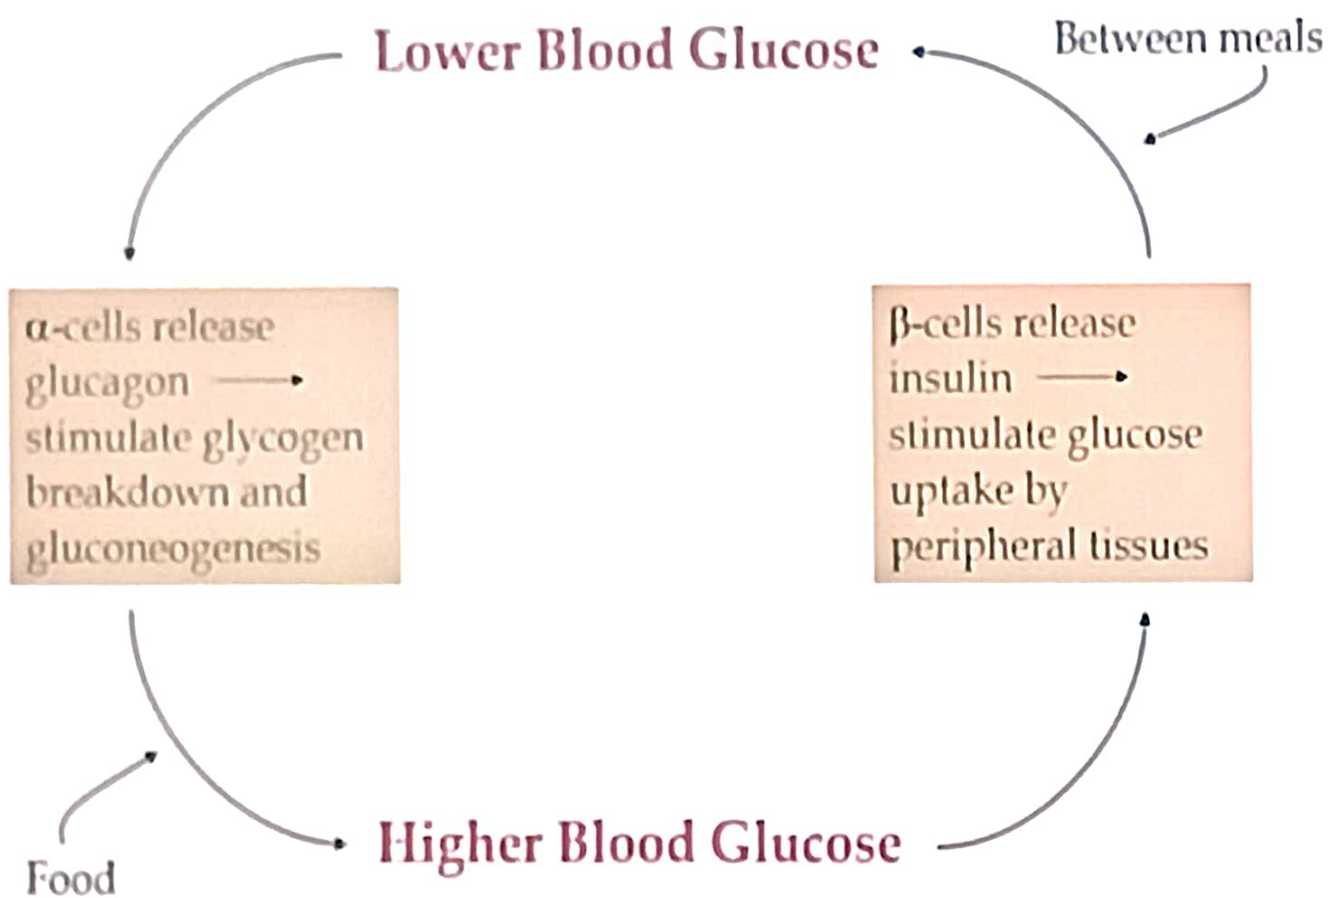 Lower Blood Glucose
Between meals
α-cells release
glucagon
stimulate glycogen
breakdown and
gluconeogenesis
β-cells release
insulin
stimulate glucose
uptake by
peripheral tissues
Higher Blood Glucose
Food